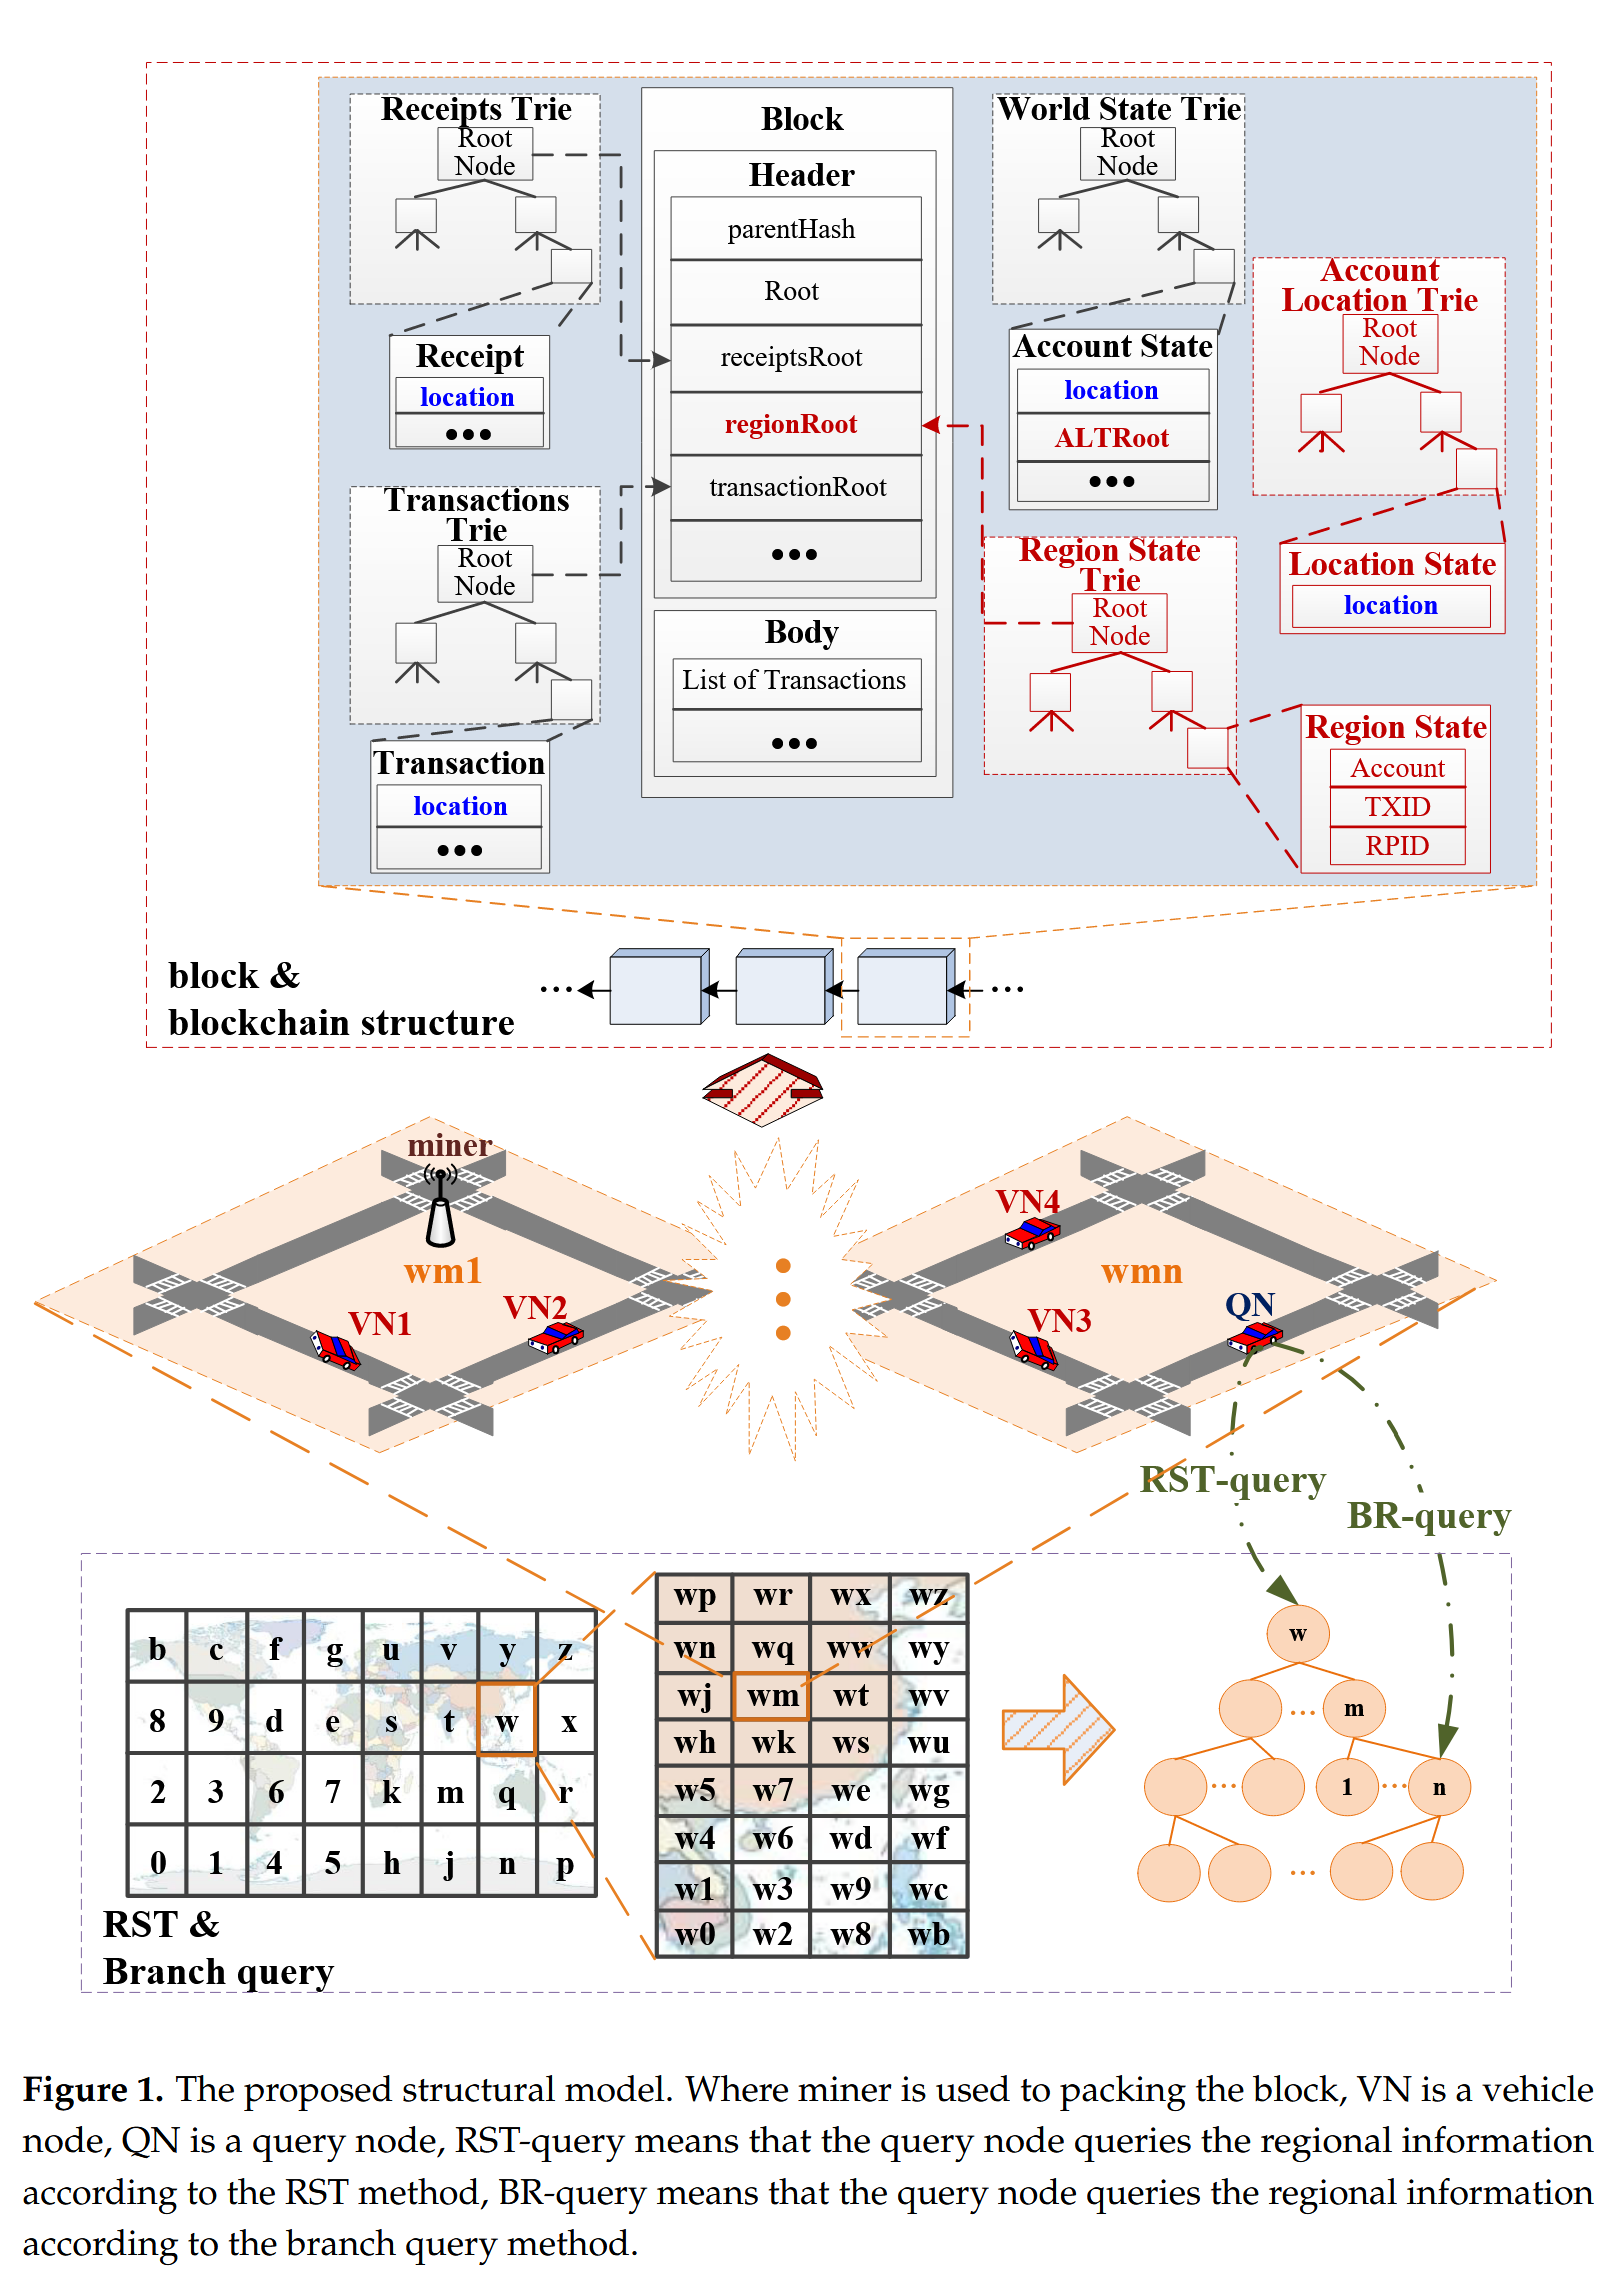 Receipts Trie
Root
Node
Receipt
location
●●●
Transactions
Trie
Root
Node
Transaction
location
●●●
Block
Header
parentHash
Root
receiptsRoot
regionRoot
transactionRoot
●●●
Body
List of Transactions
●●●
World State Trie
Root
Node
Account State
location
ALTRoot
●●●
Account
Location Trie
Root
Node
Location State
location
Region State
Trie
Root
Node
Region State
Account
TXID
RPID
block &
blockchain structure
... ...
miner
wm1
VN1
VN2
VN4
wmn
VN3
QN
RST-query
BR-query
b c f g u v y z
8 9 d e s t w x
2 3 6 7 k m q r
0 1 4 5 h j n p
RST &
Branch query
wp wr wx wz
wn wq ww wy
wj wm wt wv
wh wk ws wu
w5 w7 we wg
w4 w6 wd wf
w1 w3 w9 wc
w0 w2 w8 wb
w
... m
... 1 ... n
...
Figure 1. The proposed structural model. Where miner is used to packing the block, VN is a vehicle
node, QN is a query node, RST-query means that the query node queries the regional information
according to the RST method, BR-query means that the query node queries the regional information
according to the branch query method.